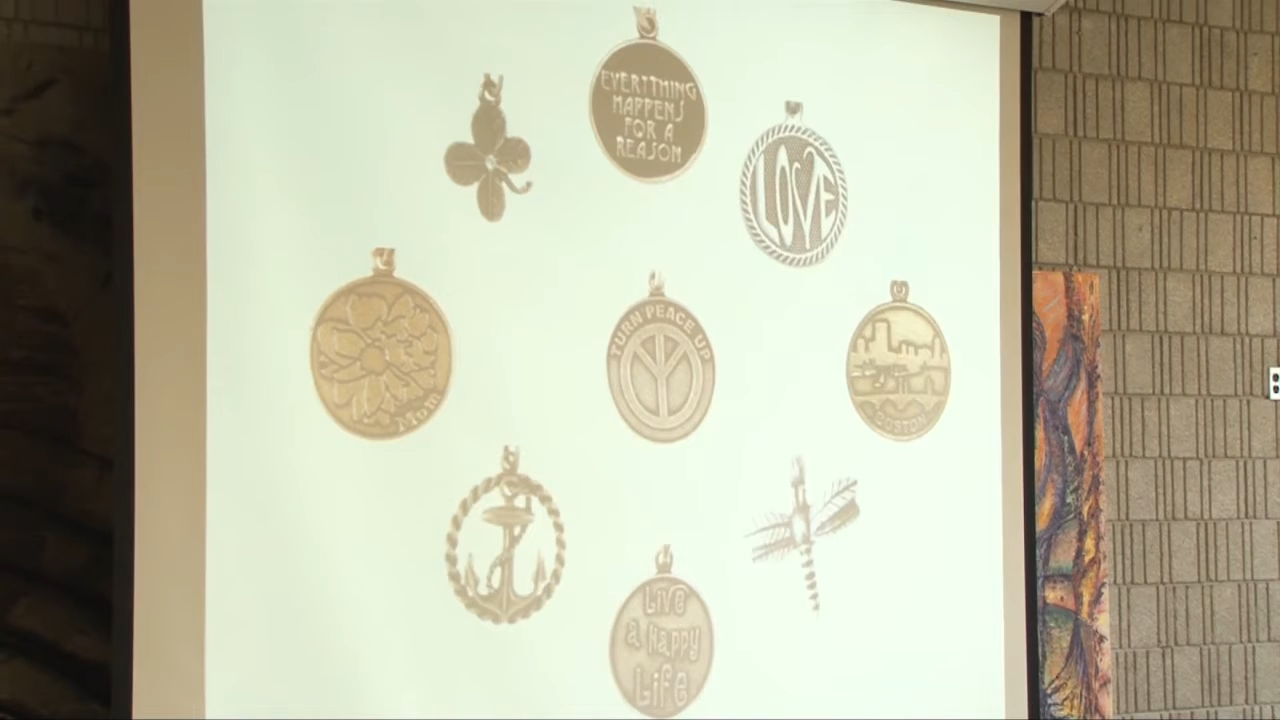 EVERYTHING
HAPPENS
FOR A
REASON
LOVE
TURN PEACE UP
Mom
BOSTON
Live
a Happy
Life